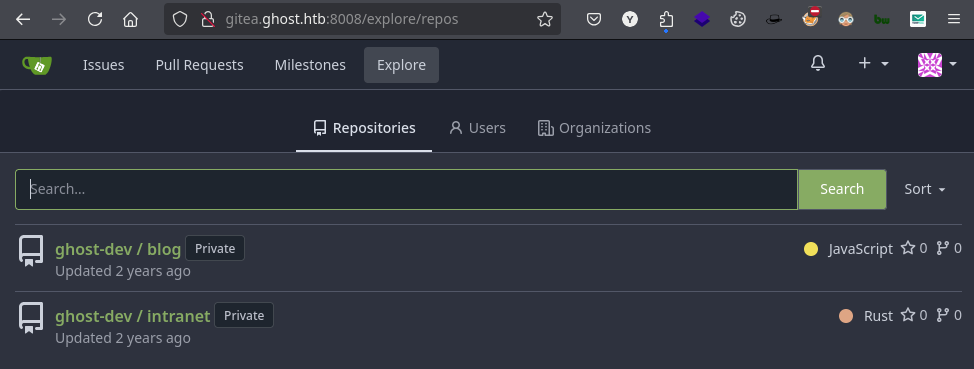 gitea.ghost.htb:8008/explore/repos
Issues Pull Requests Milestones Explore
Repositories Users Organizations
Search... Search Sort
ghost-dev / blog Private JavaScript 0 0
Updated 2 years ago
ghost-dev / intranet Private Rust 0 0
Updated 2 years ago